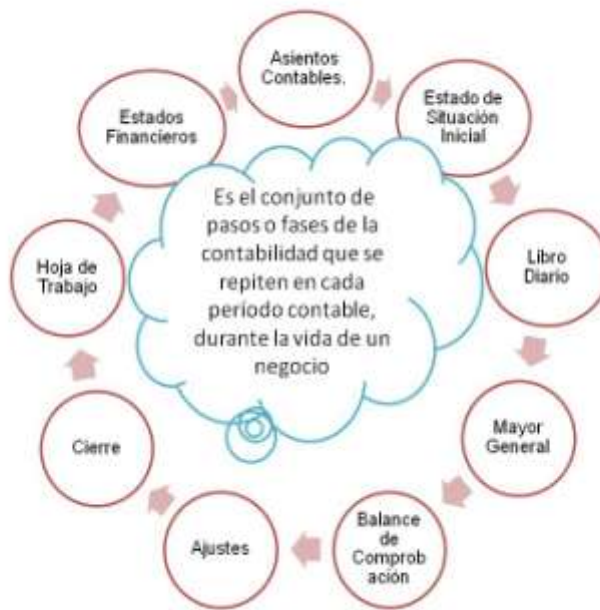 Asientos
Contables.
Estado de
Situación
Inicial
Libro
Diario
Mayor
General
Balance
de
Comprob
ación
Ajustes
Cierre
Hoja de
Trabajo
Estados
Financieros
Es el conjunto de
pasos o fases de la
contabilidad que se
repiten en cada
período contable,
durante la vida de un
negocio